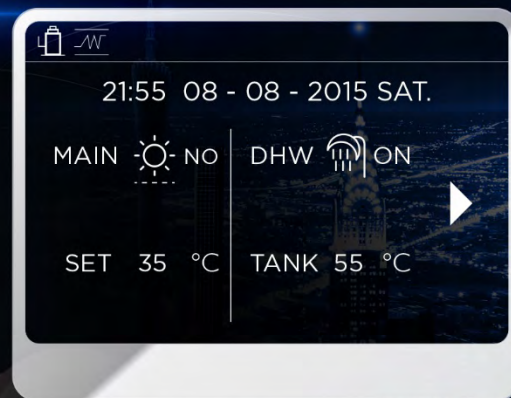 21:55 08 - 08 - 2015 SAT.
MAIN NO DHW ON
SET 35 °C TANK 55 °C